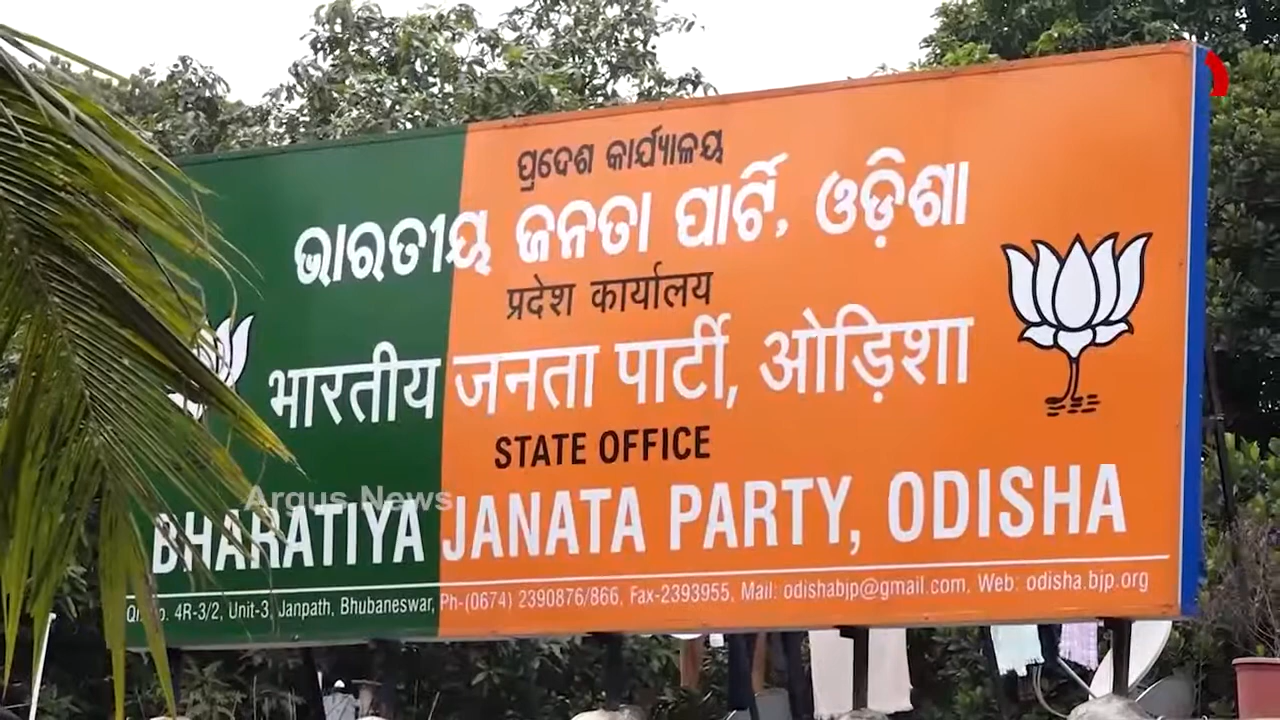 ପ୍ରଦେଶ କାର୍ଯ୍ୟାଳୟ
ଭାରତୀୟ ଜନତା ପାର୍ଟି, ଓଡ଼ିଶା
प्रदेश कार्यालय
भारतीय जनता पार्टी, ओड़िशा
STATE OFFICE
Argus News
BHARATIYA JANATA PARTY, ODISHA
4R-3/2, Unit-3, Janpath, Bhubaneswar, Ph-(0674) 2390876/866, Fax-2393955, Mail: odishabjp@gmail.com, Web: odisha.bjp.org